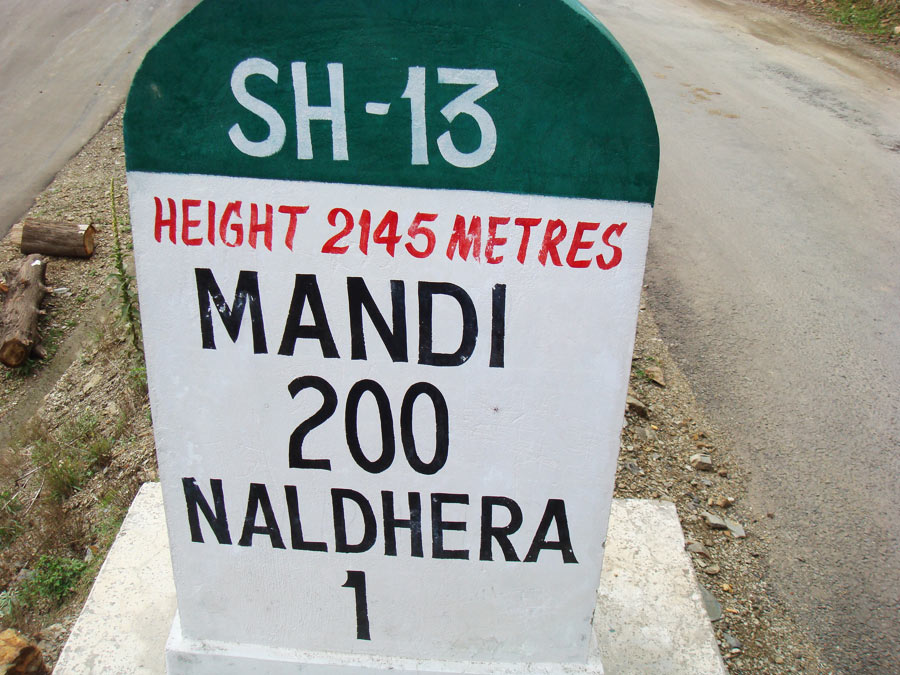 SH-13
HEIGHT 2145 METRES
MANDI
200
NALDHERA
1